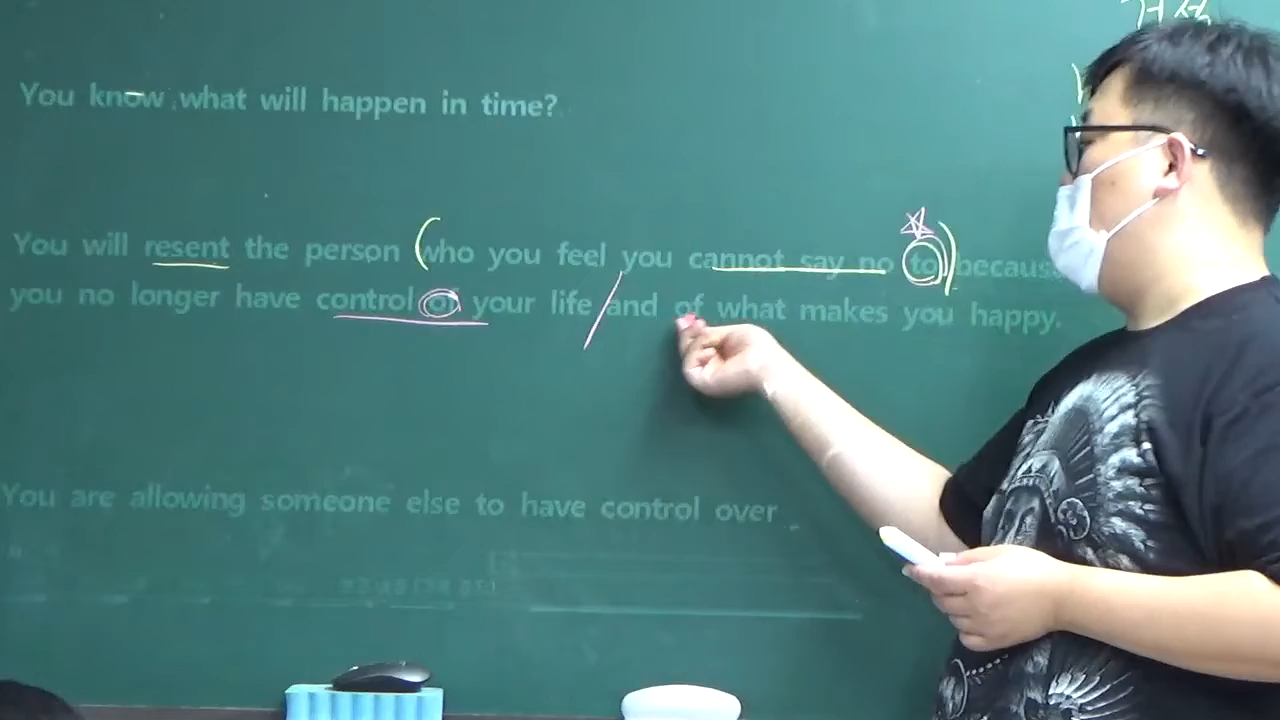 거절
You know what will happen in time?
You will resent the person who you feel you cannot say no to because
you no longer have control of your life and of what makes you happy.
You are allowing someone else to have control over